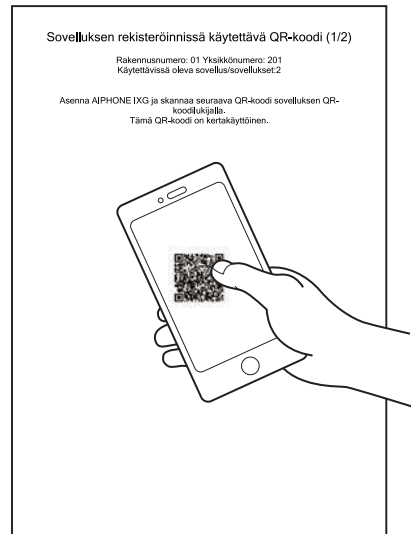 Sovelluksen rekisteröinnissä käytettävä QR-koodi (1/2)
Rakennusnumero: 01 Yksikkönumero: 201
Käytettävissä oleva sovellus/sovellukset:2
Asenna AIPHONE IXG ja skannaa seuraava QR-koodi sovelluksen QR-
koodilukijalla.
Tämä QR-koodi on kertakäyttöinen.